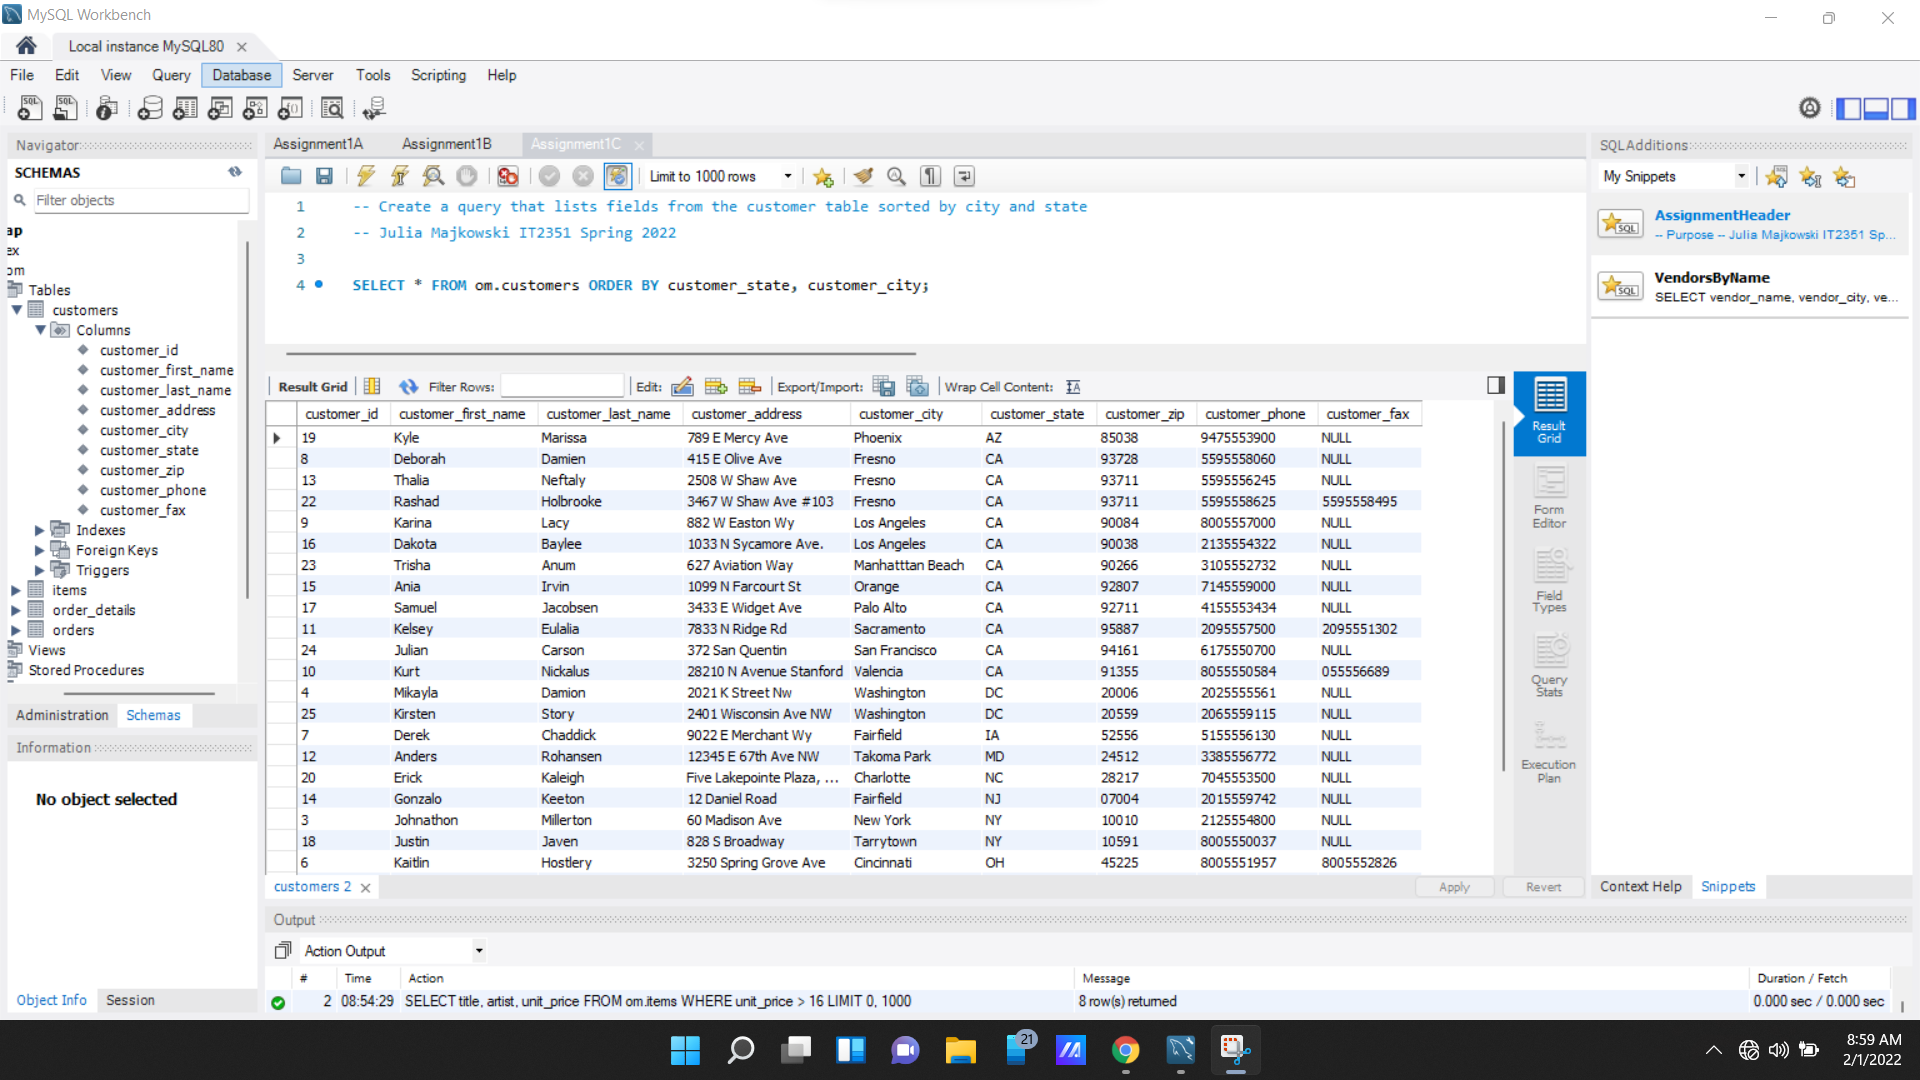 MySQL Workbench
Local instance MySQL80
File Edit View Query Database Server Tools Scripting Help
Navigator
SCHEMAS
Filter objects
ap
ex
om
Tables
customers
Columns
customer_id
customer_first_name
customer_last_name
customer_address
customer_city
customer_state
customer_zip
customer_phone
customer_fax
Indexes
Foreign Keys
Triggers
items
order_details
orders
Views
Stored Procedures
Administration Schemas
Information
No object selected
Object Info Session
Assignment1A Assignment1B Assignment1C
Limit to 1000 rows
1 -- Create a query that lists fields from the customer table sorted by city and state
2 -- Julia Majkowski IT2351 Spring 2022
3
4 SELECT * FROM om.customers ORDER BY customer_state, customer_city;
Result Grid Filter Rows: Edit: Export/Import: Wrap Cell Content:
customer_id customer_first_name customer_last_name customer_address customer_city customer_state customer_zip customer_phone customer_fax
19 Kyle Marissa 789 E Mercy Ave Phoenix AZ 85038 9475553900 NULL
8 Deborah Damien 415 E Olive Ave Fresno CA 93728 5595558060 NULL
13 Thalia Neftaly 2508 W Shaw Ave Fresno CA 93711 5595556245 NULL
22 Rashad Holbrooke 3467 W Shaw Ave #103 Fresno CA 93711 5595558625 5595558495
9 Karina Lacy 882 W Easton Wy Los Angeles CA 90084 8005557000 NULL
16 Dakota Baylee 1033 N Sycamore Ave. Los Angeles CA 90038 2135554322 NULL
23 Trisha Anum 627 Aviation Way Manhatttan Beach CA 90266 3105552732 NULL
15 Ania Irvin 1099 N Farcourt St Orange CA 92807 7145559000 NULL
17 Samuel Jacobsen 3433 E Widget Ave Palo Alto CA 92711 4155553434 NULL
11 Kelsey Eulalia 7833 N Ridge Rd Sacramento CA 95887 2095557500 2095551302
24 Julian Carson 372 San Quentin San Francisco CA 94161 6175550700 NULL
10 Kurt Nickalus 28210 N Avenue Stanford Valencia CA 91355 8055550584 055556689
4 Mikayla Damion 2021 K Street Nw Washington DC 20006 2025555561 NULL
25 Kirsten Story 2401 Wisconsin Ave NW Washington DC 20559 2065559115 NULL
7 Derek Chaddick 9022 E Merchant Wy Fairfield IA 52556 5155556130 NULL
12 Anders Rohansen 12345 E 67th Ave NW Takoma Park MD 24512 3385556772 NULL
20 Erick Kaleigh Five Lakepointe Plaza, ... Charlotte NC 28217 7045553500 NULL
14 Gonzalo Keeton 12 Daniel Road Fairfield NJ 07004 2015559742 NULL
3 Johnathon Millerton 60 Madison Ave New York NY 10010 2125554800 NULL
18 Justin Javen 828 S Broadway Tarrytown NY 10591 8005550037 NULL
6 Kaitlin Hostlery 3250 Spring Grove Ave Cincinnati OH 45225 8005551957 8005552826
customers 2
Apply Revert
Result Grid
Form Editor
Field Types
Query Stats
Execution Plan
Output
Action Output
# Time Action Message Duration / Fetch
2 08:54:29 SELECT title, artist, unit_price FROM om.items WHERE unit_price > 16 LIMIT 0, 1000 8 row(s) returned 0.000 sec / 0.000 sec
SQLAdditions
My Snippets
AssignmentHeader
-- Purpose -- Julia Majkowski IT2351 Sp...
VendorsByName
SELECT vendor_name, vendor_city, ve...
Context Help Snippets
21
8:59 AM
2/1/2022